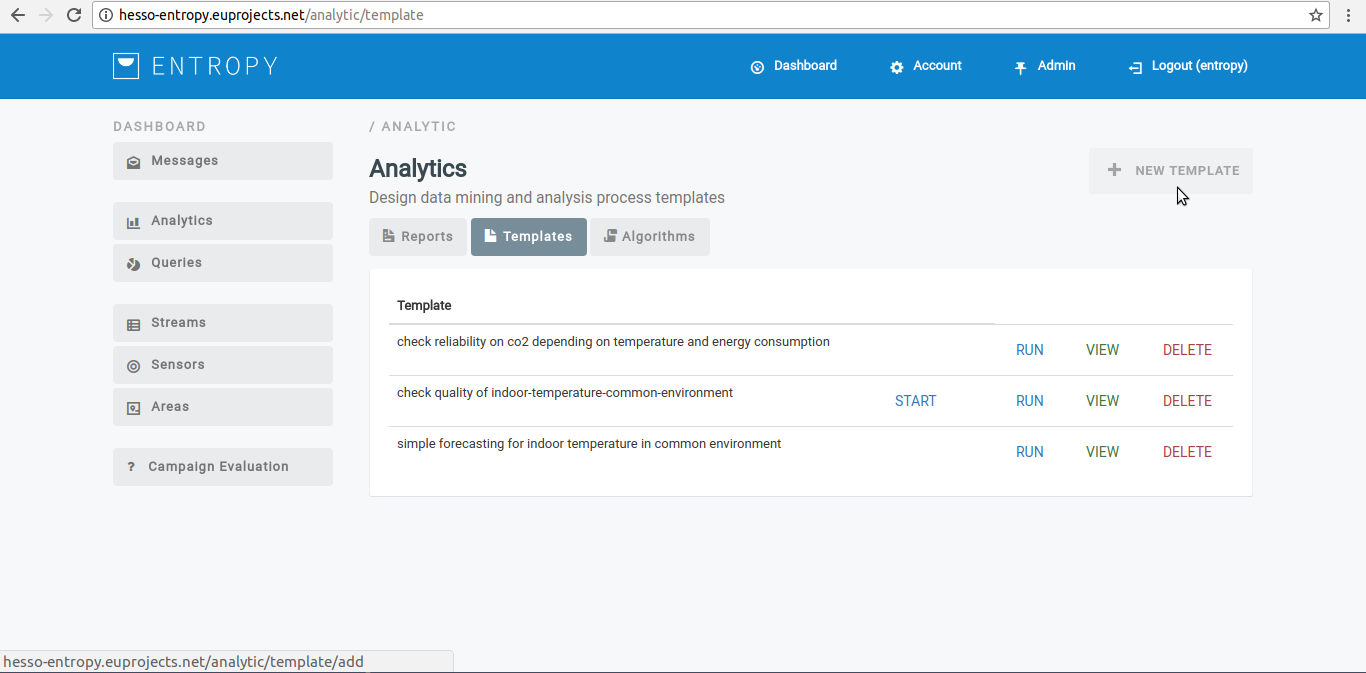 hesso-entropy.euprojects.net/analytic/template
ENTROPY
Dashboard Account Admin Logout (entropy)
DASHBOARD
Messages
Analytics
Queries
Streams
Sensors
Areas
? Campaign Evaluation
/ ANALYTIC
Analytics
+ NEW TEMPLATE
Design data mining and analysis process templates
Reports Templates Algorithms
Template
check reliability on co2 depending on temperature and energy consumption RUN VIEW DELETE
check quality of indoor-temperature-common-environment START RUN VIEW DELETE
simple forecasting for indoor temperature in common environment RUN VIEW DELETE
hesso-entropy.euprojects.net/analytic/template/add